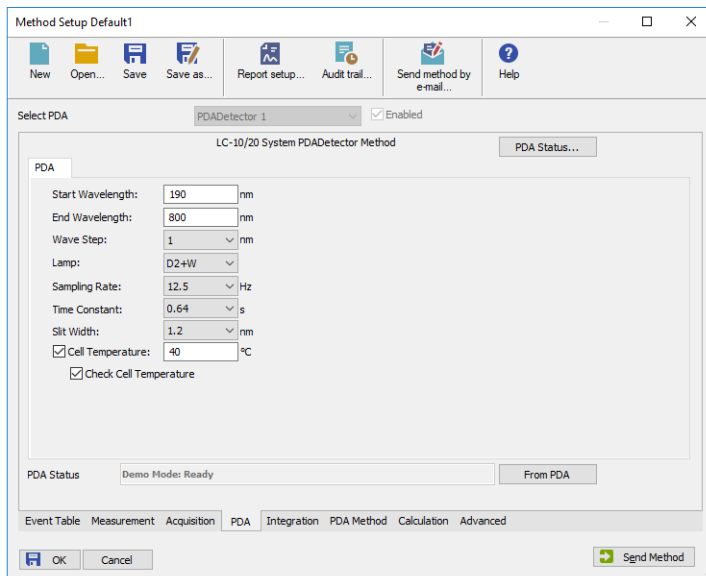 Method Setup Default1
New Open... Save Save as... Report setup... Audit trail... Send method by e-mail... Help
Select PDA PDADetector 1 Enabled
LC-10/20 System PDADetector Method PDA Status...
PDA
Start Wavelength: 190 nm
End Wavelength: 800 nm
Wave Step: 1 nm
Lamp: D2+W
Sampling Rate: 12.5 Hz
Time Constant: 0.64 s
Slit Width: 1.2 nm
Cell Temperature: 40 °C
Check Cell Temperature
PDA Status Demo Mode: Ready From PDA
Event Table Measurement Acquisition PDA Integration PDA Method Calculation Advanced
OK Cancel Send Method